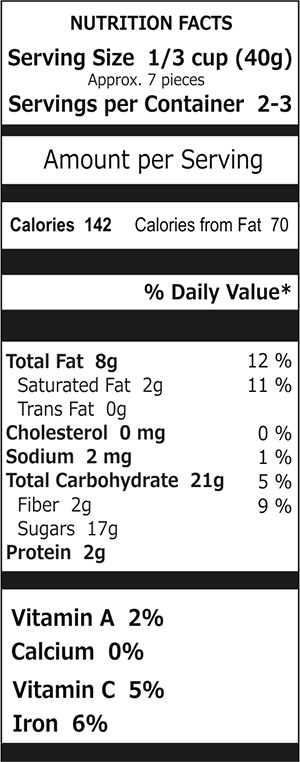 NUTRITION FACTS
Serving Size 1/3 cup (40g)
Approx. 7 pieces
Servings per Container 2-3
Amount per Serving
Calories 142 Calories from Fat 70
% Daily Value*
Total Fat 8g 12 %
Saturated Fat 2g 11 %
Trans Fat 0g
Cholesterol 0 mg 0 %
Sodium 2 mg 1 %
Total Carbohydrate 21g 5 %
Fiber 2g 9 %
Sugars 17g
Protein 2g
Vitamin A 2%
Calcium 0%
Vitamin C 5%
Iron 6%